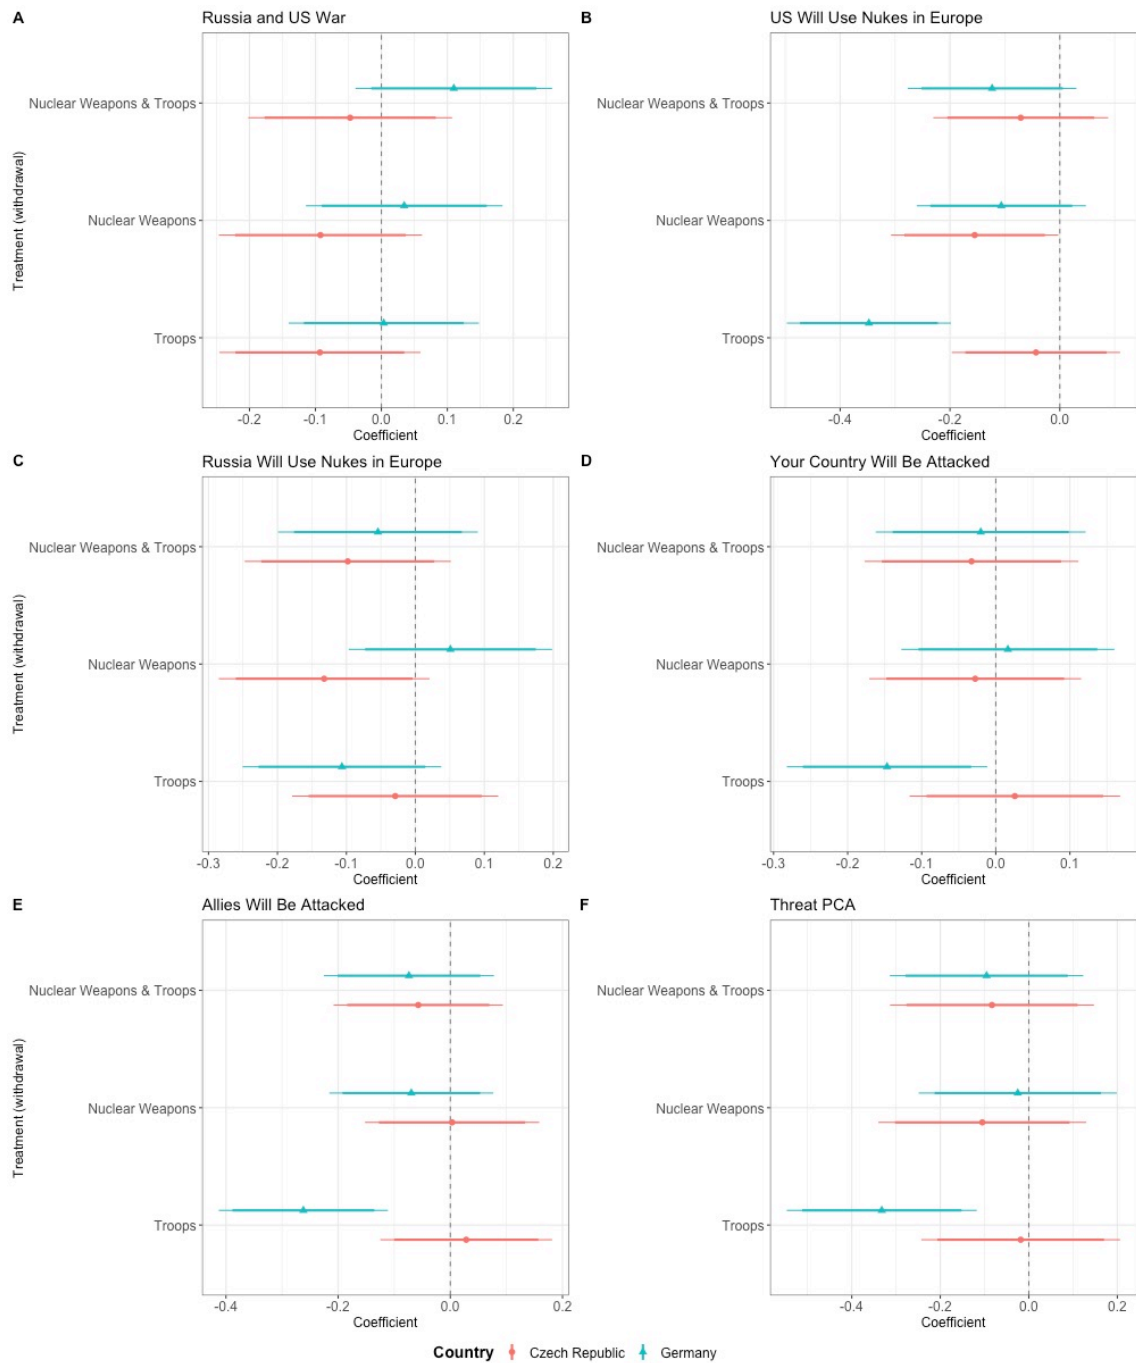 A Russia and US War
Nuclear Weapons & Troops
Nuclear Weapons
Troops
Treatment (withdrawal)
-0.2 -0.1 0.0 0.1 0.2
Coefficient
B US Will Use Nukes in Europe
Nuclear Weapons & Troops
Nuclear Weapons
Troops
-0.4 -0.2 0.0
Coefficient
C Russia Will Use Nukes in Europe
Nuclear Weapons & Troops
Nuclear Weapons
Troops
Treatment (withdrawal)
-0.3 -0.2 -0.1 0.0 0.1 0.2
Coefficient
D Your Country Will Be Attacked
Nuclear Weapons & Troops
Nuclear Weapons
Troops
-0.3 -0.2 -0.1 0.0 0.1
Coefficient
E Allies Will Be Attacked
Nuclear Weapons & Troops
Nuclear Weapons
Troops
Treatment (withdrawal)
-0.4 -0.2 0.0 0.2
Coefficient
F Threat PCA
Nuclear Weapons & Troops
Nuclear Weapons
Troops
-0.4 -0.2 0.0 0.2
Coefficient
Country Czech Republic Germany